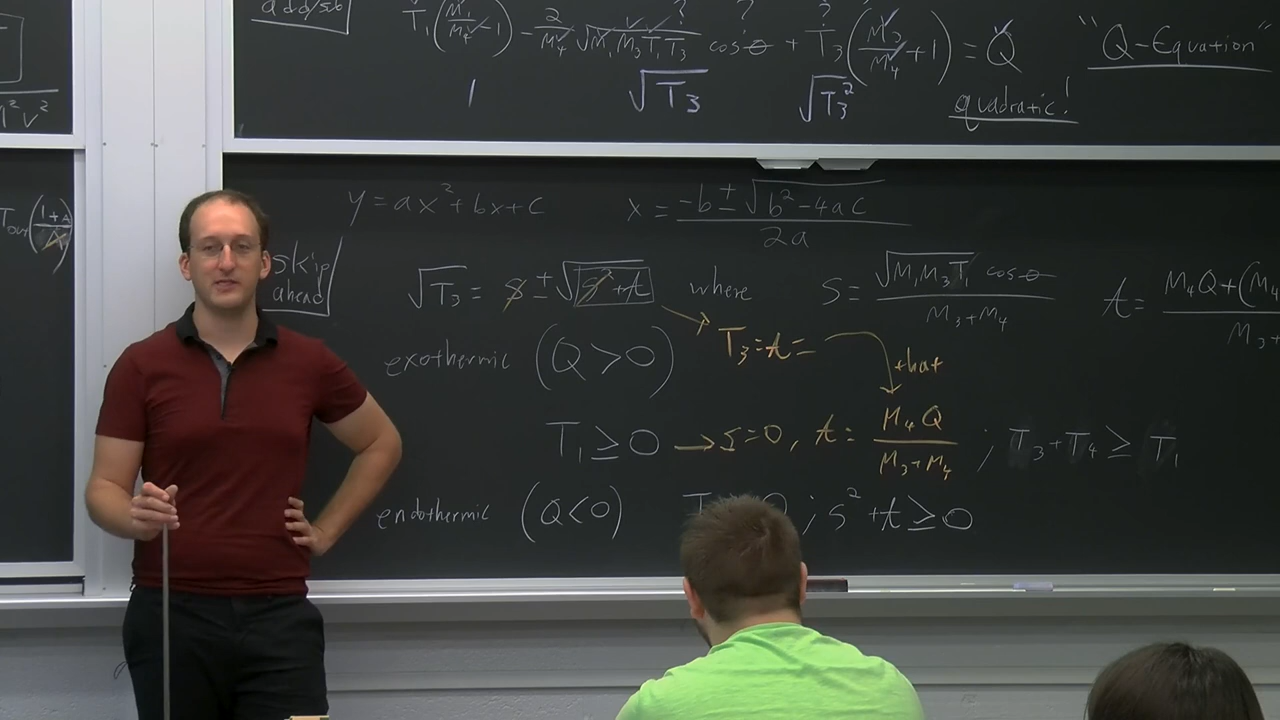 add/sub
T₁(M₁/M₄ - 1) - 2/M₄ √M₁M₃T₁T₃ cosθ + T₃(M₃/M₄ + 1) = Q "Q-Equation"
? ? ?
1 √T₃ √T₃² quadratic!
y = ax² + bx + c x = (-b ± √(b² - 4ac))/2a
skip ahead
√T₃ = s ± √(s² + t) where s = √(M₁M₃T₁) cosθ / (M₃+M₄) t = M₄Q + (M₄ / M₃+
T₃ = t =
exothermic (Q > 0) that
T₁ ≥ 0 → s = 0, t = M₄Q / (M₃+M₄) ; T₃ + T₄ ≥ T₁
endothermic (Q < 0) ; s² + t ≥ 0